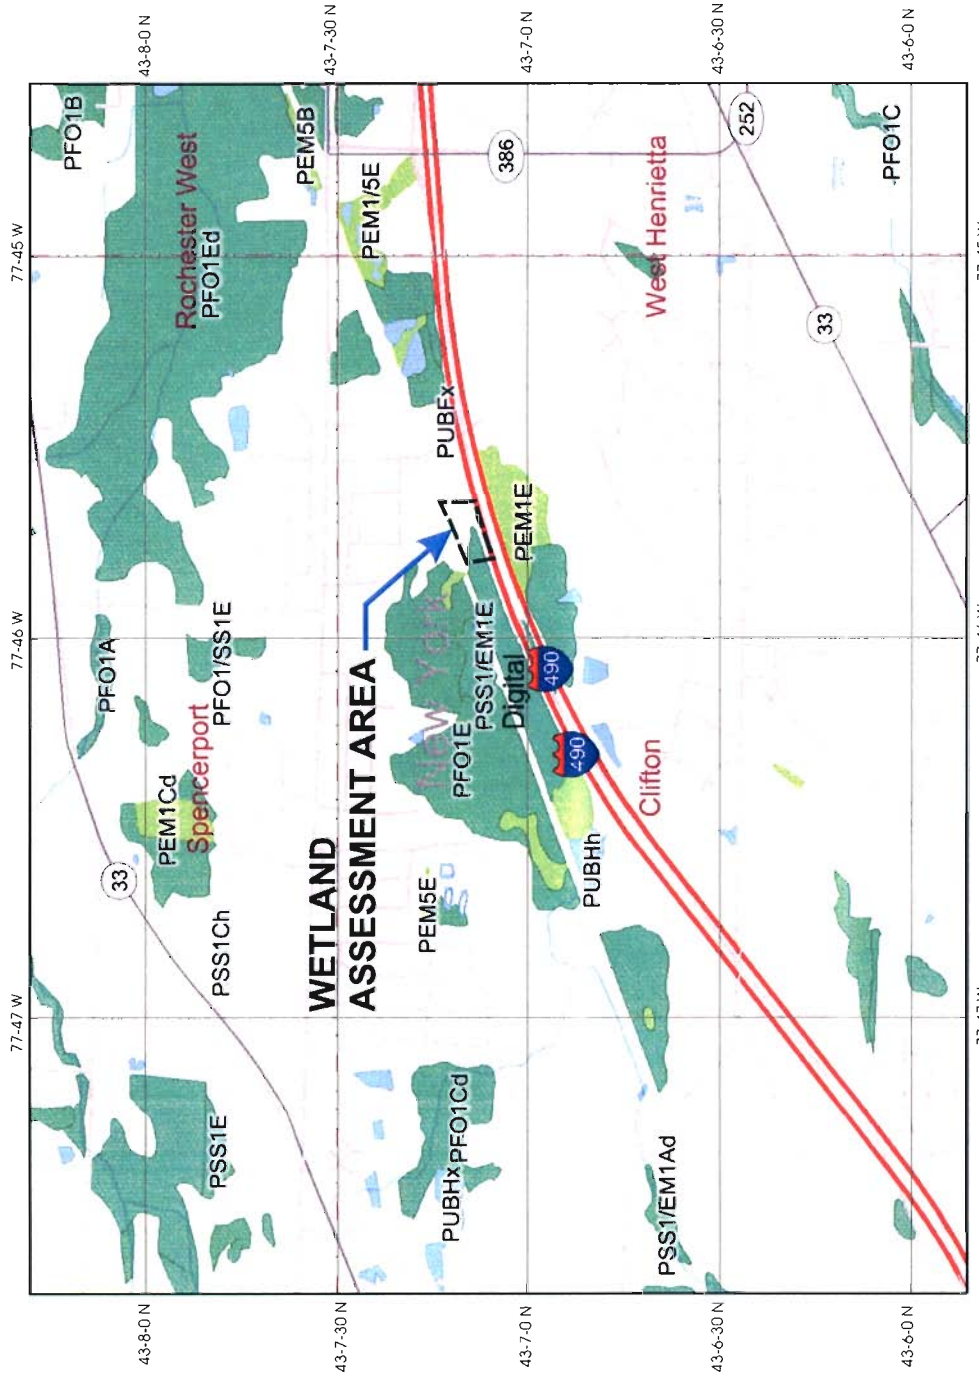 43-8-0 N
43-7-30 N
43-7-0 N
43-6-30 N
43-6-0 N
77-45 W
77-46 W
77-47 W
PFO1B
Rochester West
PFO1Ed
PEM5B
PEM1/5E
386
252
PFO1C
West Henrietta
33
PUBFx
PEM1E
PFO1A
PFO1/SS1E
Spencerport
PEM1Cd
33
PSS1Ch
WETLAND
ASSESSMENT AREA
New York
PFO1E
PSS1/EM1E
Digital
490
490
Clifton
PEM5E
PUBHh
PSS1E
PUBHx
PFO1Cd
PSS1/EM1Ad
43-8-0 N
43-7-30 N
43-7-0 N
43-6-30 N
43-6-0 N